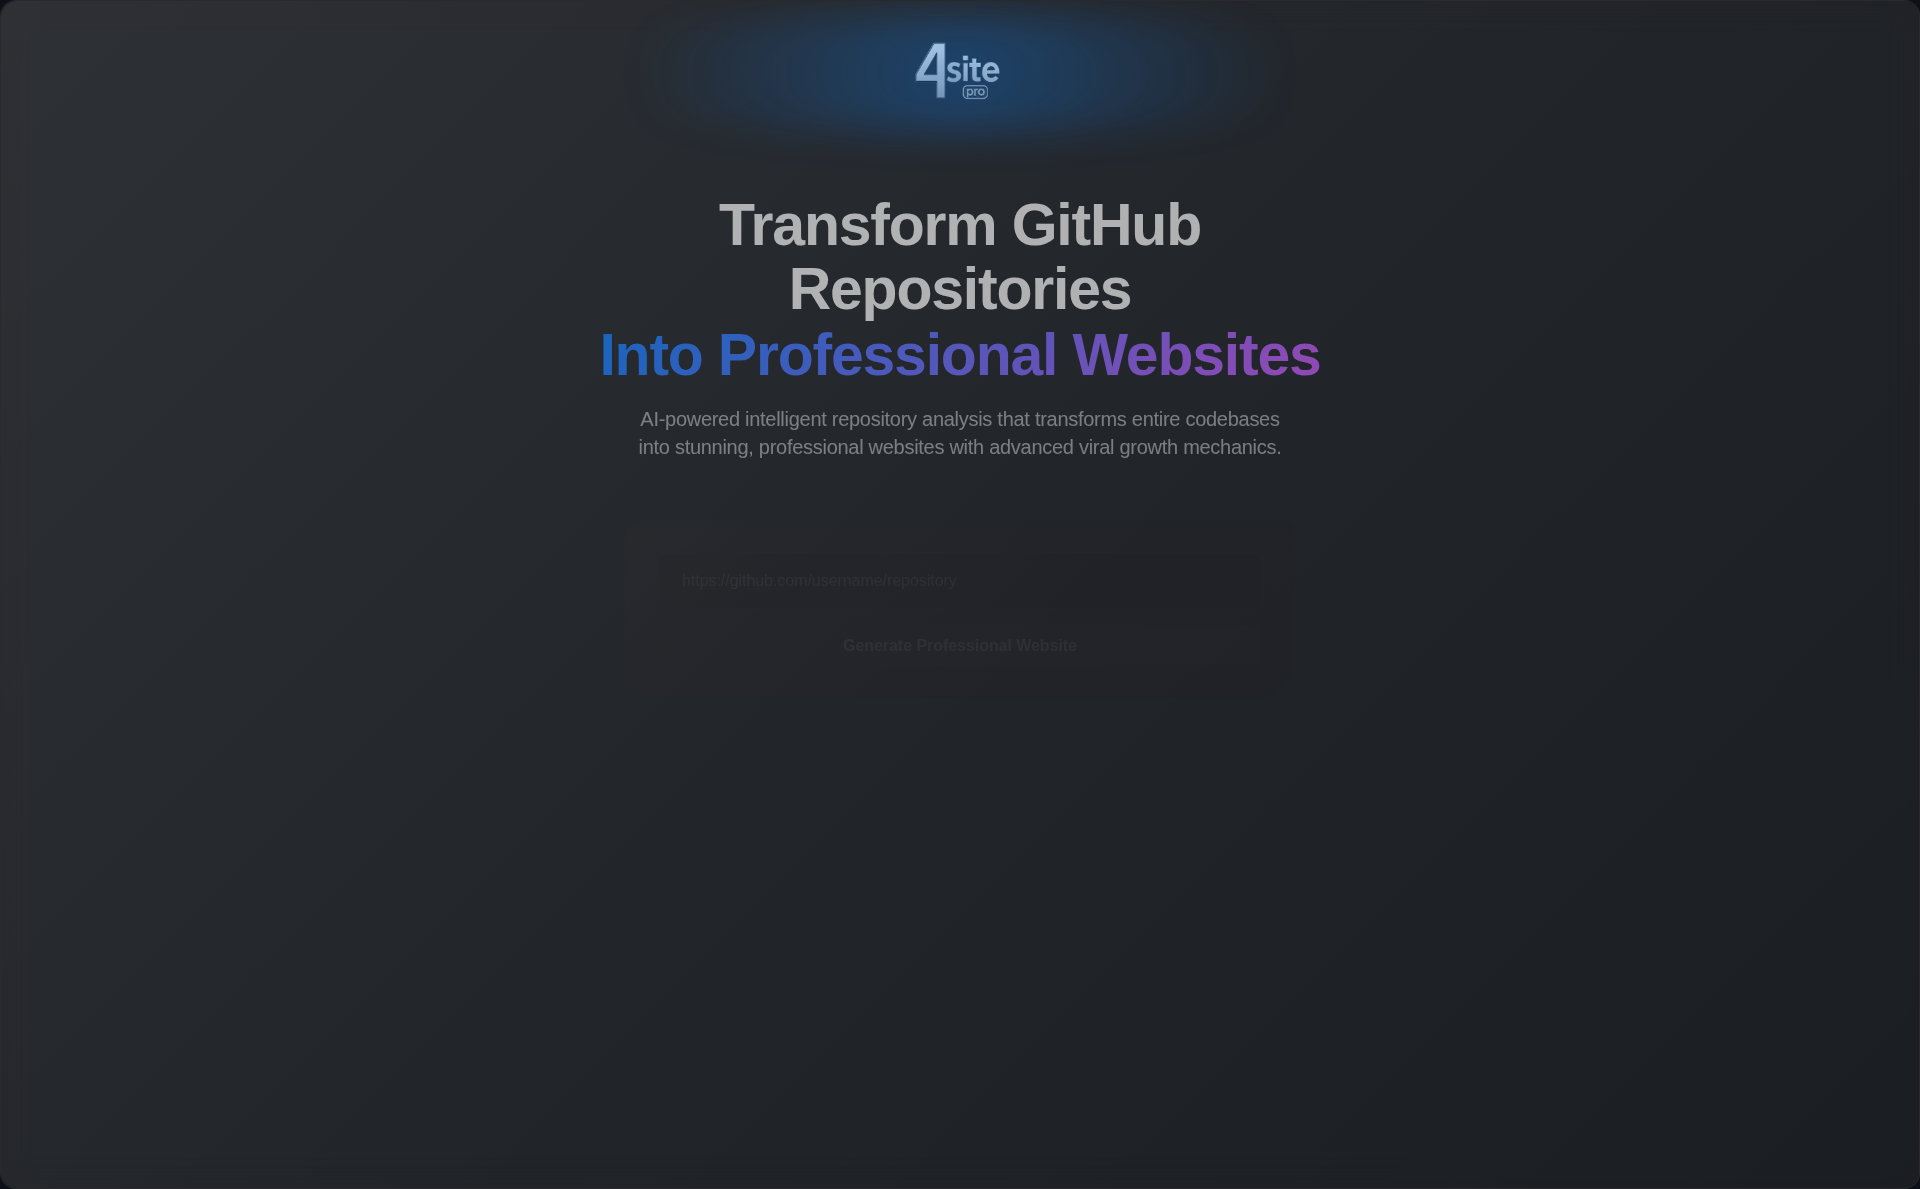 4site
pro
Transform GitHub
Repositories
Into Professional Websites
AI-powered intelligent repository analysis that transforms entire codebases
into stunning, professional websites with advanced viral growth mechanics.
https://github.com/username/repository
Generate Professional Website